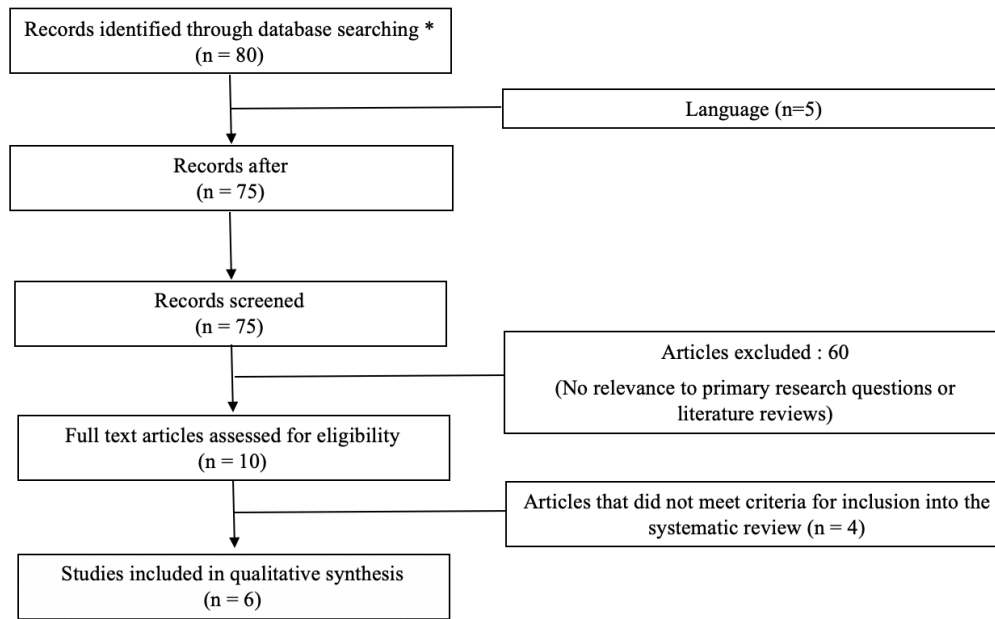 Records identified through database searching *
(n = 80)
Language (n=5)
Records after
(n = 75)
Records screened
(n = 75)
Articles excluded : 60
(No relevance to primary research questions or
literature reviews)
Full text articles assessed for eligibility
(n = 10)
Articles that did not meet criteria for inclusion into the
systematic review (n = 4)
Studies included in qualitative synthesis
(n = 6)